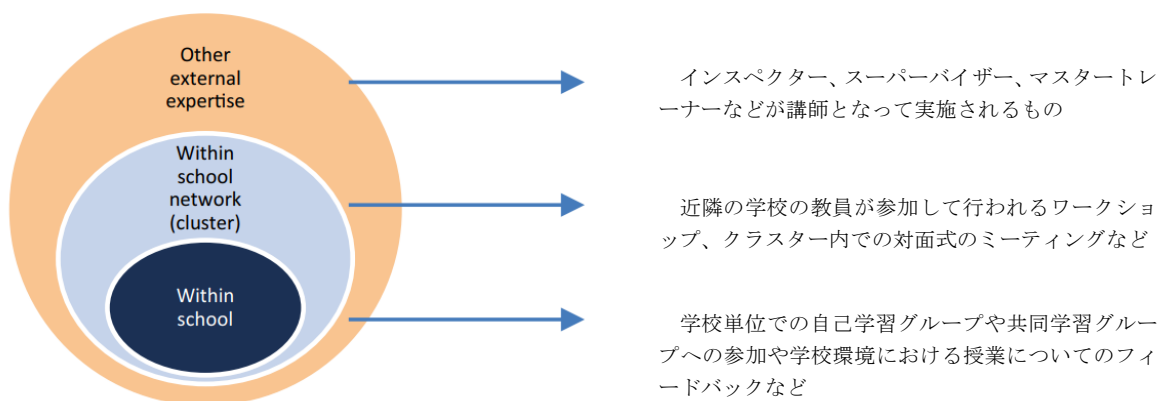 Other
external
expertise
インスペクター、スーパーバイザー、マスタートレ
ーナーなどが講師となって実施されるもの
Within
school
network
(cluster)
近隣の学校の教員が参加して行われるワークショ
ップ、クラスター内での対面式のミーティングなど
Within
school
学校単位での自己学習グループや共同学習グルー
プへの参加や学校環境における授業についてのフィ
ードバックなど